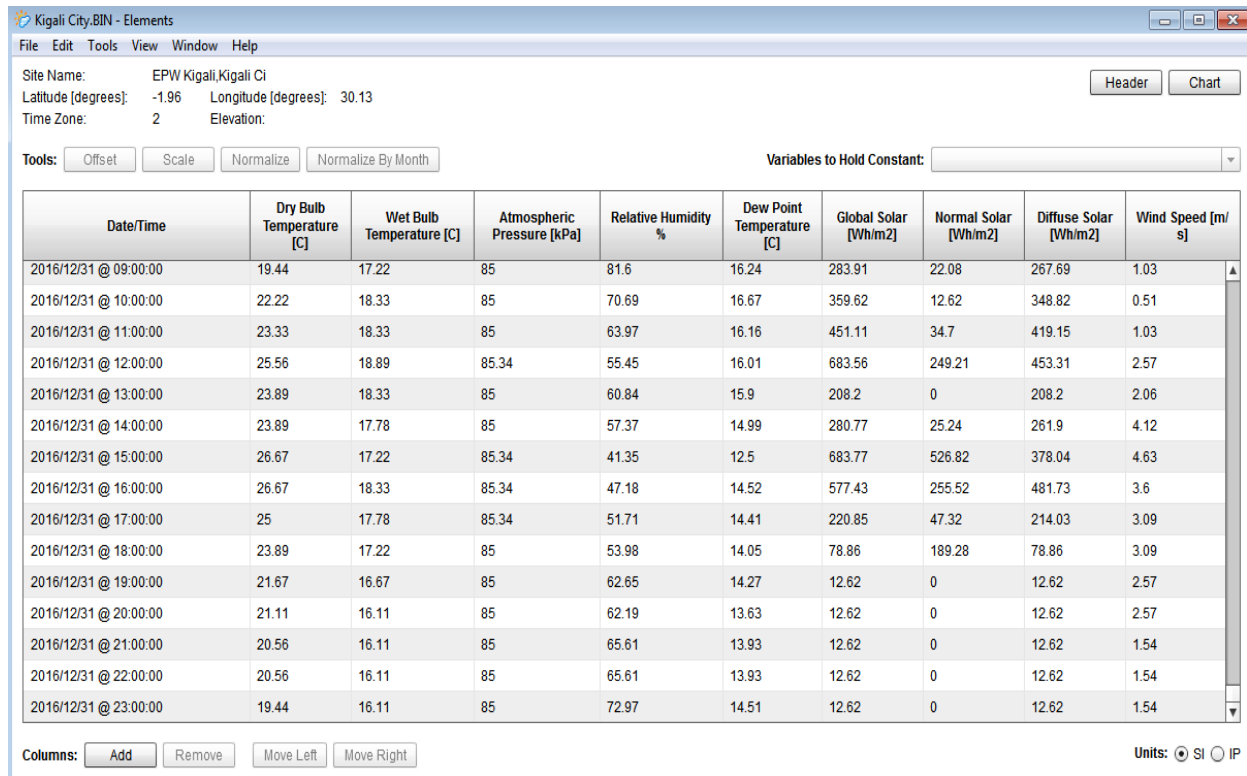 Kigali City.BIN - Elements
File Edit Tools View Window Help
Site Name: EPW Kigali,Kigali Ci
Header Chart
Latitude [degrees]: -1.96 Longitude [degrees]: 30.13
Time Zone: 2 Elevation:
Tools: Offset Scale Normalize Normalize By Month Variables to Hold Constant:
Date/Time Dry Bulb Temperature [C] Wet Bulb Temperature [C] Atmospheric Pressure [kPa] Relative Humidity % Dew Point Temperature [C] Global Solar [Wh/m2] Normal Solar [Wh/m2] Diffuse Solar [Wh/m2] Wind Speed [m/s]
2016/12/31 @ 09:00:00 19.44 17.22 85 81.6 16.24 283.91 22.08 267.69 1.03
2016/12/31 @ 10:00:00 22.22 18.33 85 70.69 16.67 359.62 12.62 348.82 0.51
2016/12/31 @ 11:00:00 23.33 18.33 85 63.97 16.16 451.11 34.7 419.15 1.03
2016/12/31 @ 12:00:00 25.56 18.89 85.34 55.45 16.01 683.56 249.21 453.31 2.57
2016/12/31 @ 13:00:00 23.89 18.33 85 60.84 15.9 208.2 0 208.2 2.06
2016/12/31 @ 14:00:00 23.89 17.78 85 57.37 14.99 280.77 25.24 261.9 4.12
2016/12/31 @ 15:00:00 26.67 17.22 85.34 41.35 12.5 683.77 526.82 378.04 4.63
2016/12/31 @ 16:00:00 26.67 18.33 85.34 47.18 14.52 577.43 255.52 481.73 3.6
2016/12/31 @ 17:00:00 25 17.78 85.34 51.71 14.41 220.85 47.32 214.03 3.09
2016/12/31 @ 18:00:00 23.89 17.22 85 53.98 14.05 78.86 189.28 78.86 3.09
2016/12/31 @ 19:00:00 21.67 16.67 85 62.65 14.27 12.62 0 12.62 2.57
2016/12/31 @ 20:00:00 21.11 16.11 85 62.19 13.63 12.62 0 12.62 2.57
2016/12/31 @ 21:00:00 20.56 16.11 85 65.61 13.93 12.62 0 12.62 1.54
2016/12/31 @ 22:00:00 20.56 16.11 85 65.61 13.93 12.62 0 12.62 1.54
2016/12/31 @ 23:00:00 19.44 16.11 85 72.97 14.51 12.62 0 12.62 1.54
Columns: Add Remove Move Left Move Right Units: SI IP